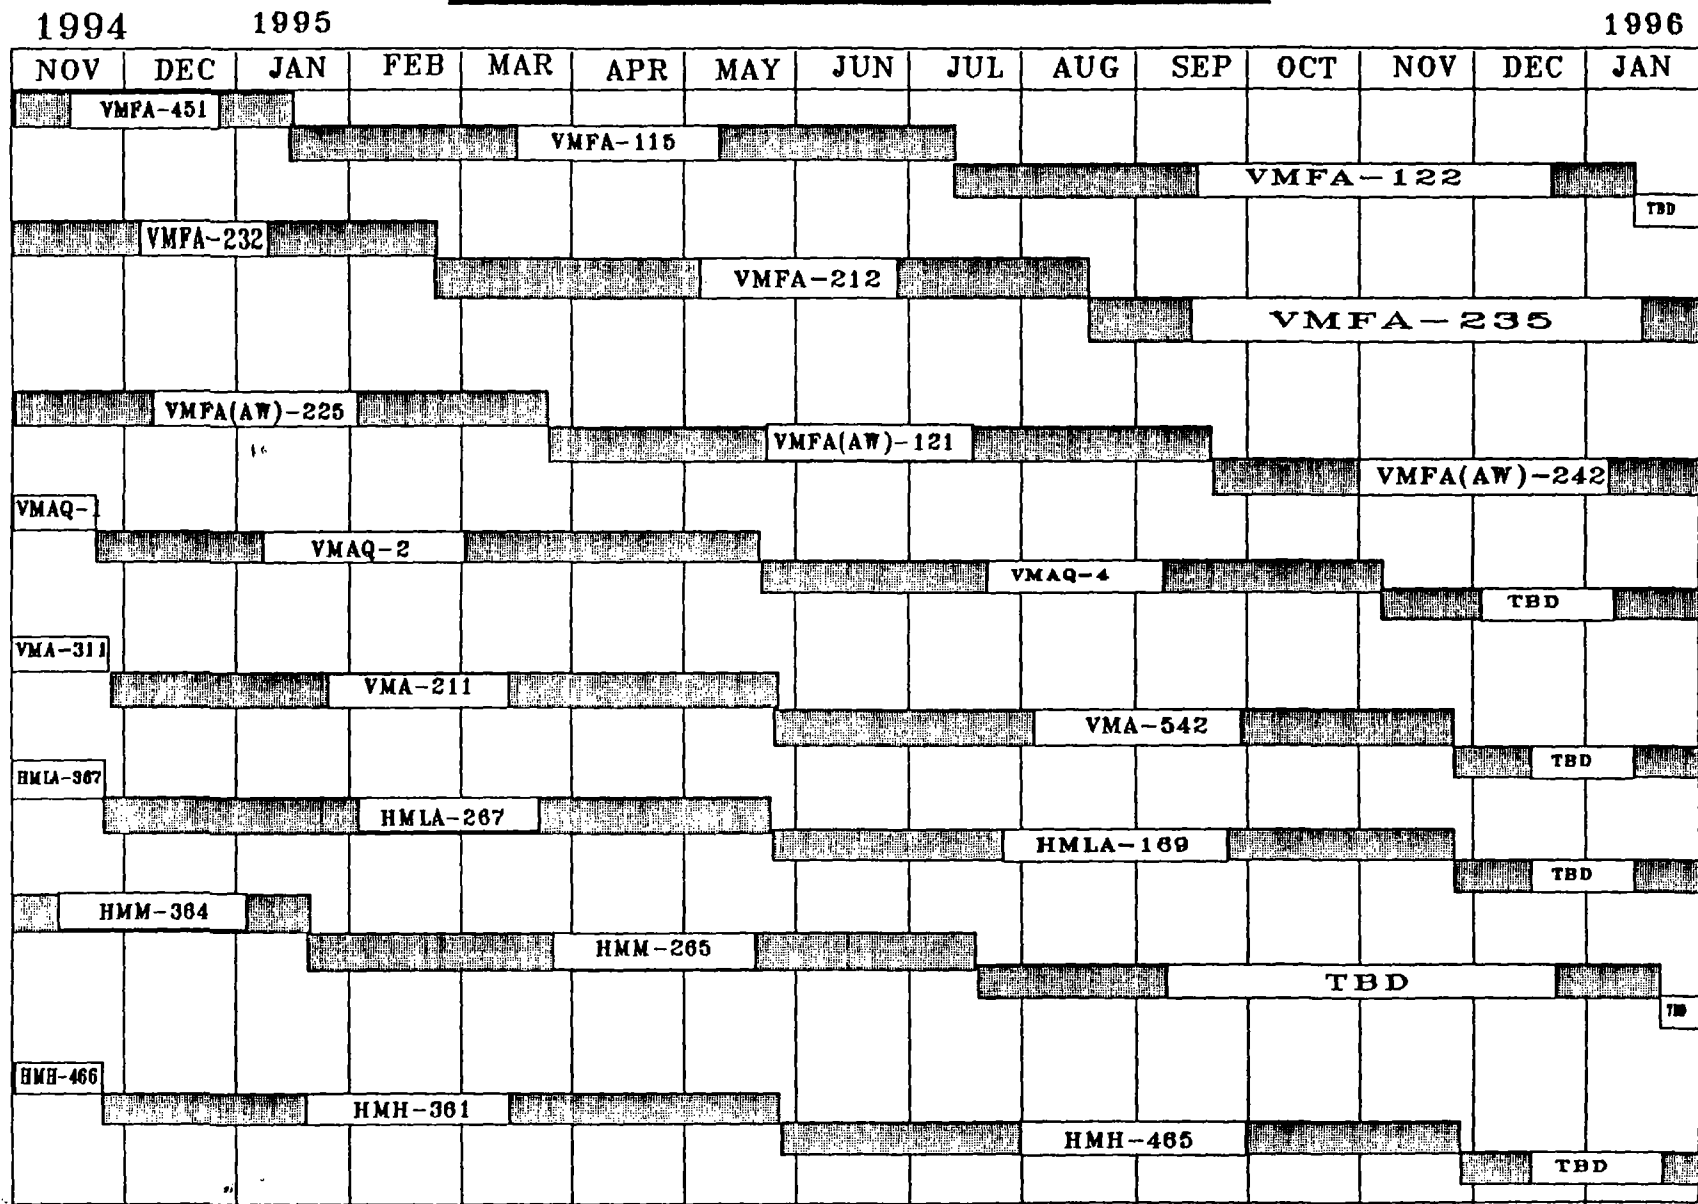 1994 1995 1996
NOV DEC JAN FEB MAR APR MAY JUN JUL AUG SEP OCT NOV DEC JAN
VMFA-451
VMFA-115
VMFA-122
TBD
VMFA-232
VMFA-212
VMFA-235
VMFA(AW)-225
VMFA(AW)-121
VMFA(AW)-242
VMAQ-1
VMAQ-2
VMAQ-4
TBD
VMA-311
VMA-211
VMA-542
TBD
HMLA-367
HMLA-267
HMLA-169
TBD
HMM-364
HMM-265
TBD
TBD
HMH-466
HMH-361
HMH-465
TBD